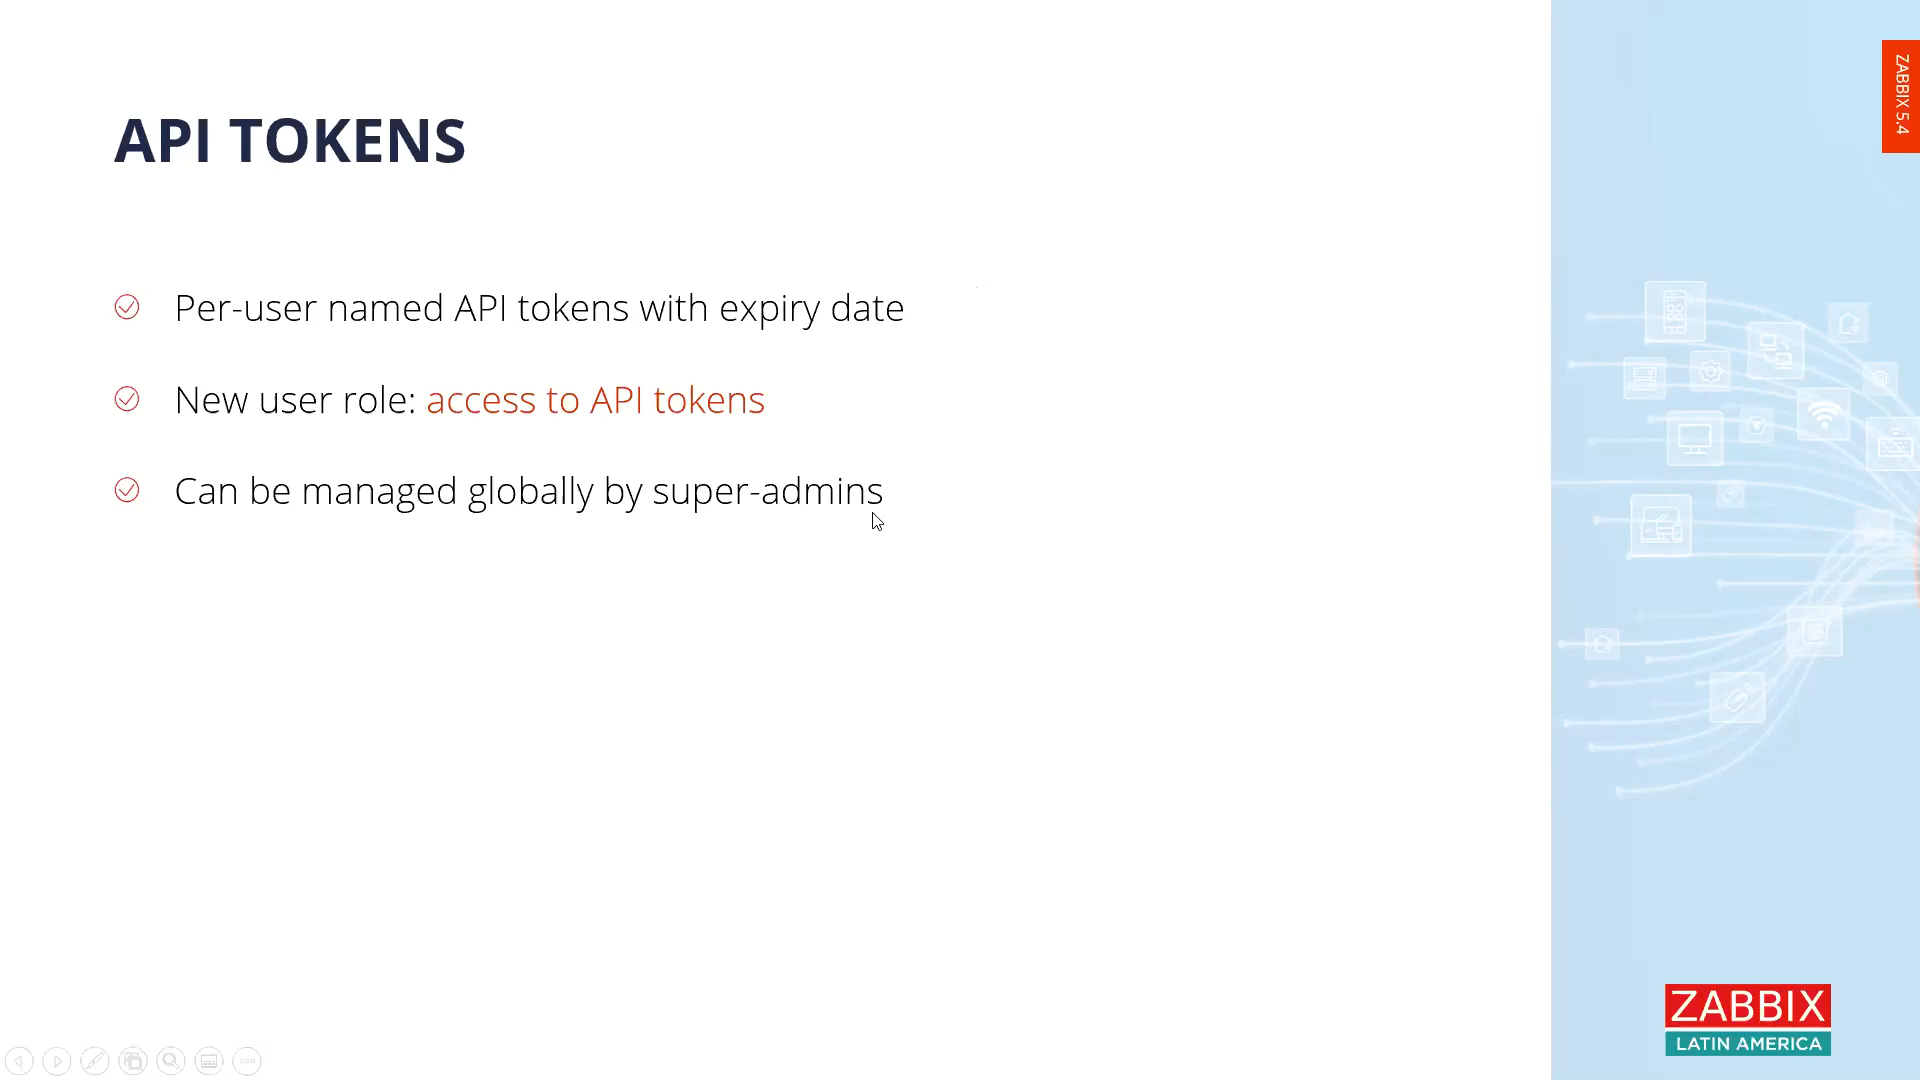 ZABBIX 5.4
API TOKENS
Per-user named API tokens with expiry date
New user role: access to API tokens
Can be managed globally by super-admins
ZABBIX
LATIN AMERICA